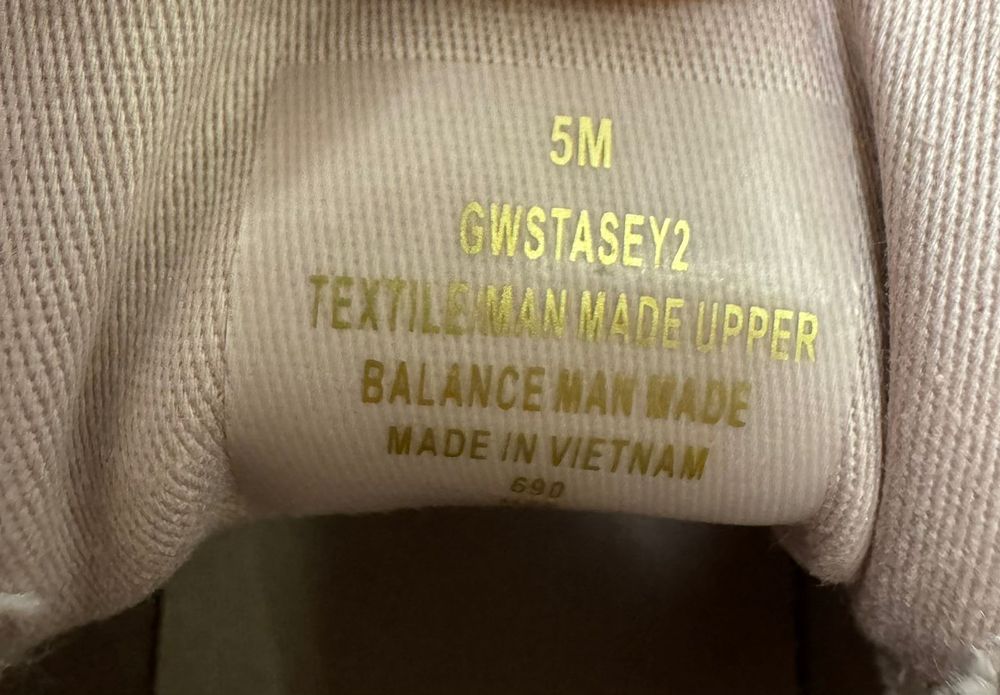 5M
GWSTASEY2
TEXTILE/MAN MADE UPPER
BALANCE MAN MADE
MADE IN VIETNAM
690